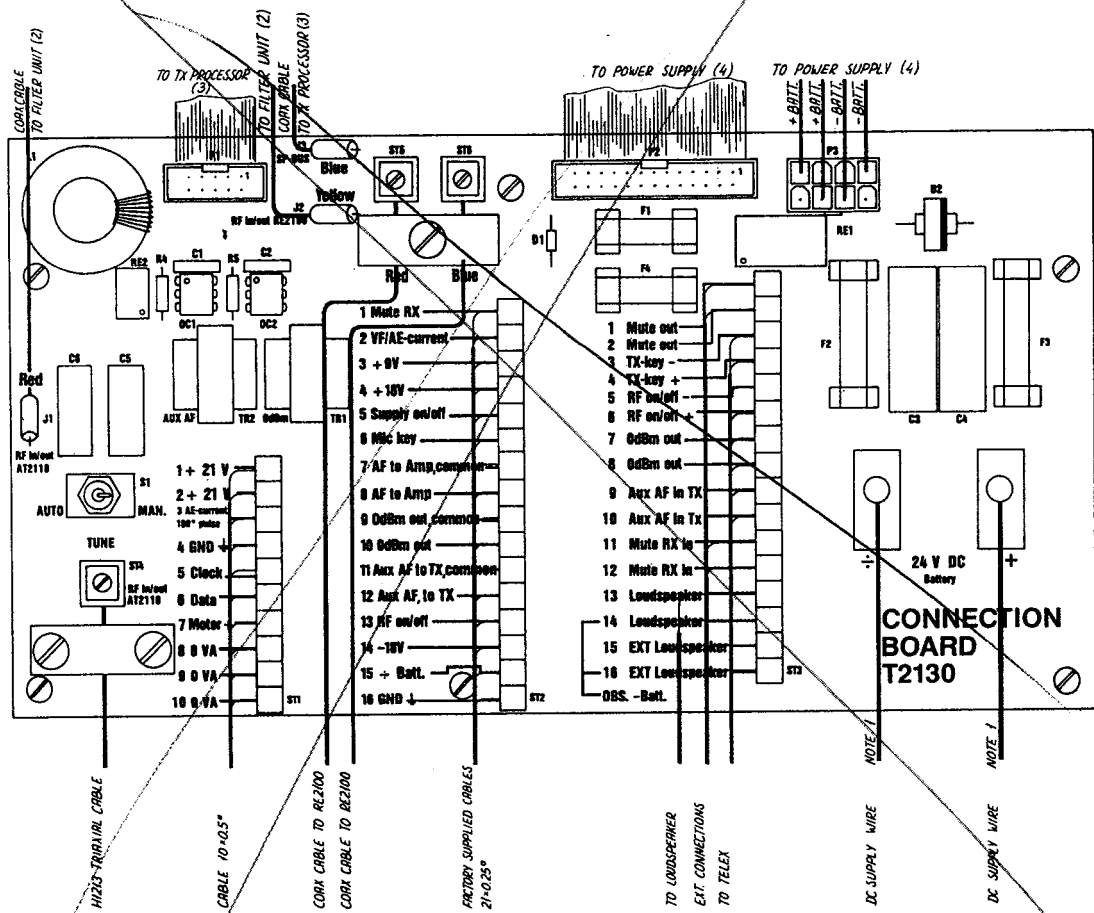 COAXCABLE
TO FILTER UNIT (2)
TO TX PROCESSOR
(3)
TO FILTER UNIT (2)
COAX CABLE
TO TX PROCESSOR (3)
TO POWER SUPPLY (4)
TO POWER SUPPLY (4)
+ BATT.
+ BATT.
- BATT.
- BATT.
P2
P3
Blue
Yellow
J2
RF In/out RE2100
ST5
ST6
Red
Blue
D1
F1
F4
RE1
D2
F2
F3
C3
C4
RE2
R4
C1
R5
C2
OC1
OC2
C6
C5
AUX AF
TR2
0dBm
TR1
Red
J1
RF In/out
AT2110
S1
AUTO
MAN.
TUNE
ST4
RF In/out
AT2110
1 + 21 V
2 + 21 V
3 AE-current
4 GND
5 Clock
6 Data
7 Motor
8 0 VA
9 0 VA
10 0 VA
ST1
1 Mute RX
2 VF/AE-current
3 + 9V
4 + 18V
5 Supply on/off
6 Mic key
7 AF to Amp,common
8 AF to Amp
9 0dBm out,common
10 0dBm out
11 Aux AF to TX,common
12 Aux AF, to TX
13 RF on/off
14 -18V
15 ÷ Batt.
16 GND
ST2
1 Mute out
2 Mute out
3 TX-key -
4 TX-key +
5 RF on/off -
6 RF on/off +
7 0dBm out
8 0dBm out
9 Aux AF in TX
10 Aux AF in Tx
11 Mute RX in
12 Mute RX in
13 Loudspeaker
14 Loudspeaker
15 EXT Loudspeaker
16 EXT Loudspeaker
OBS. -Batt.
ST3
÷
24 V DC
Battery
+
CONNECTION
BOARD
T2130
H1213 TRIAXIAL CABLE
CABLE 10*0.5"
COAX CABLE TO RE2100
COAX CABLE TO RE2100
FACTORY SUPPLIED CABLES
21*0.25"
TO LOUDSPEAKER
EXT. CONNECTIONS
TO TELEX
NOTE 1
DC SUPPLY WIRE
NOTE 1
DC SUPPLY WIRE